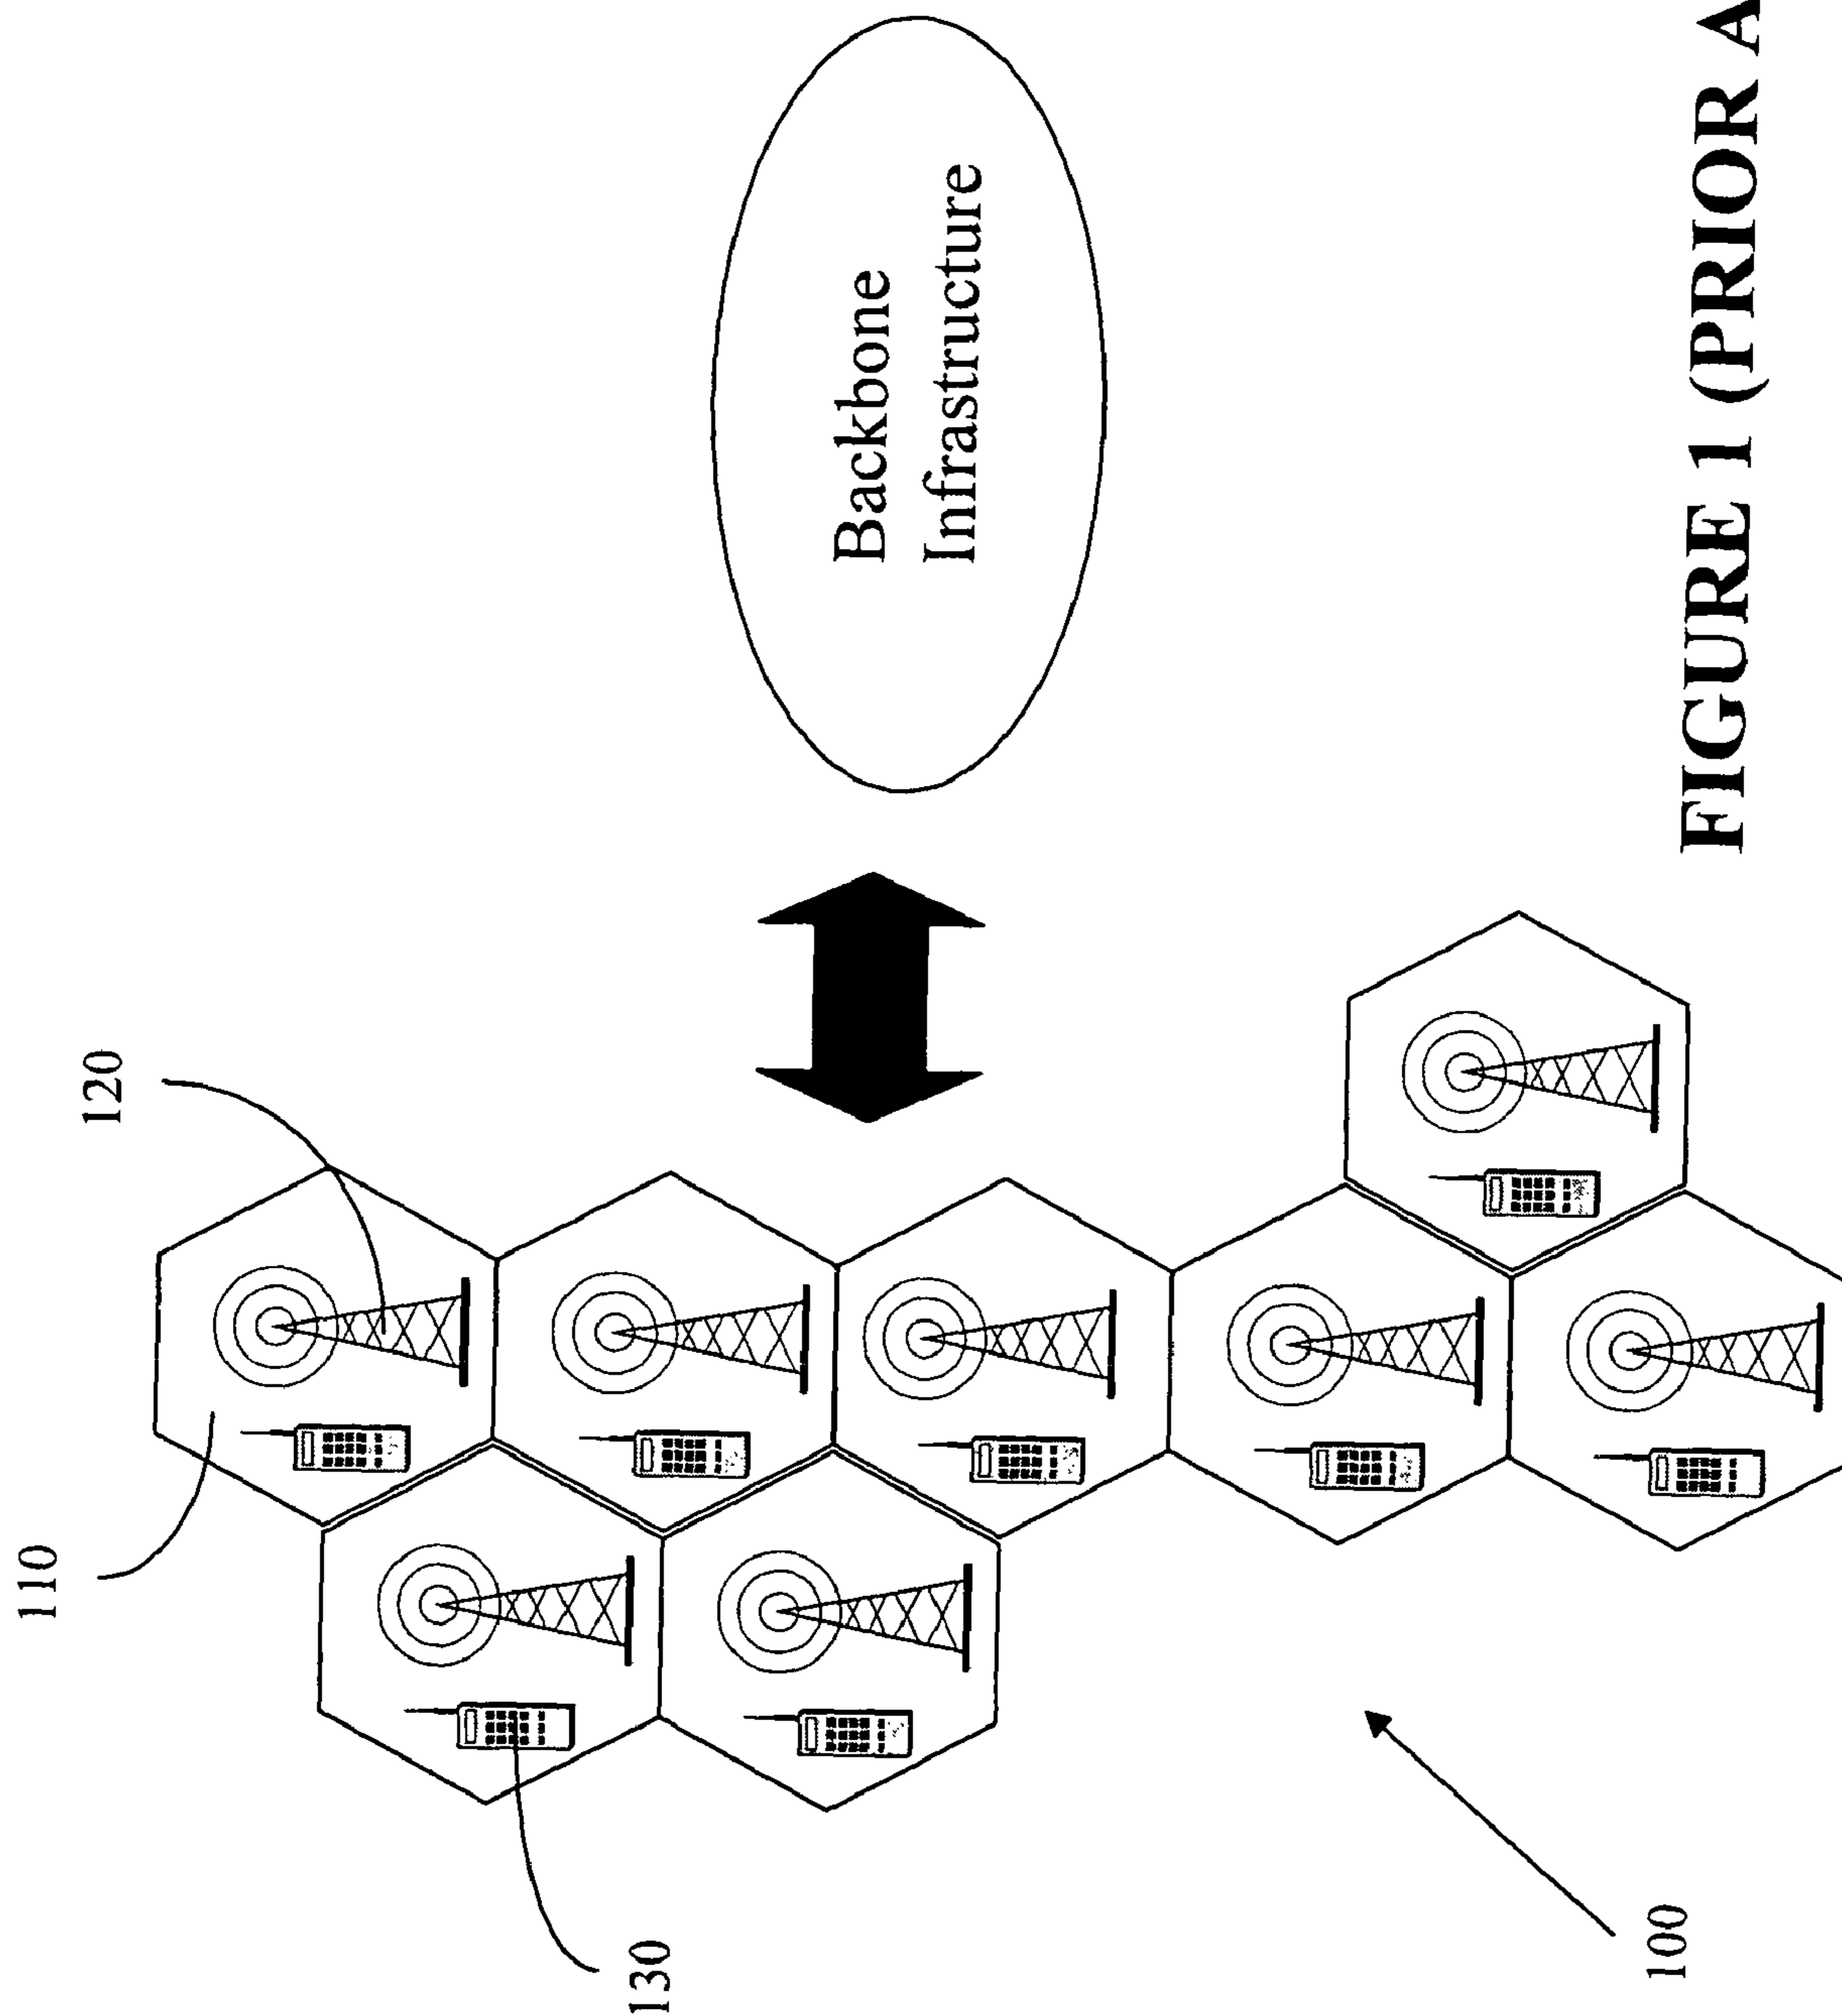 110
120
130
Backbone
Infrastructure
100
FIGURE 1 (PRIOR A